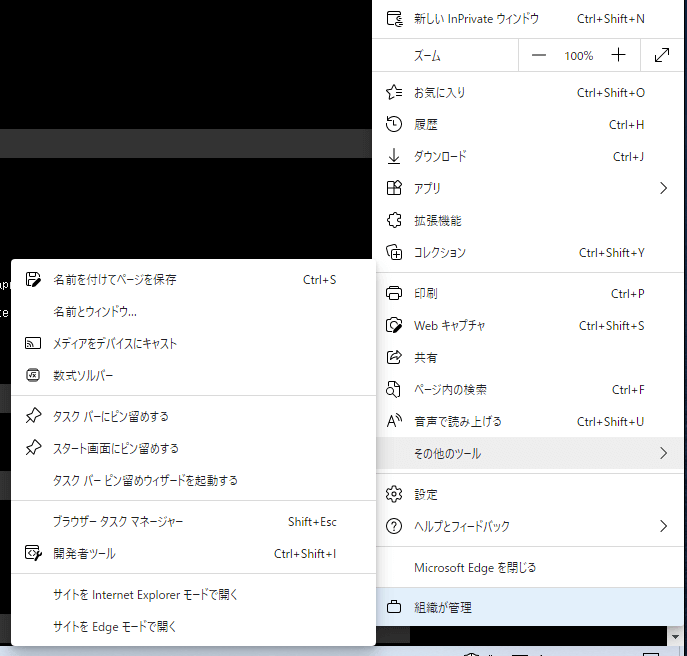 新しい InPrivate ウィンドウ Ctrl+Shift+N
ズーム — 100% +
お気に入り Ctrl+Shift+O
履歴 Ctrl+H
ダウンロード Ctrl+J
アプリ
拡張機能
コレクション Ctrl+Shift+Y
印刷 Ctrl+P
Web キャプチャ Ctrl+Shift+S
共有
ページ内の検索 Ctrl+F
音声で読み上げる Ctrl+Shift+U
その他のツール
設定
ヘルプとフィードバック
Microsoft Edge を閉じる
組織が管理
名前を付けてページを保存 Ctrl+S
名前とウィンドウ...
メディアをデバイスにキャスト
数式ソルバー
タスク バーにピン留めする
スタート画面にピン留めする
タスク バー ピン留めウィザードを起動する
ブラウザー タスク マネージャー Shift+Esc
開発者ツール Ctrl+Shift+I
サイトを Internet Explorer モードで開く
サイトを Edge モードで開く